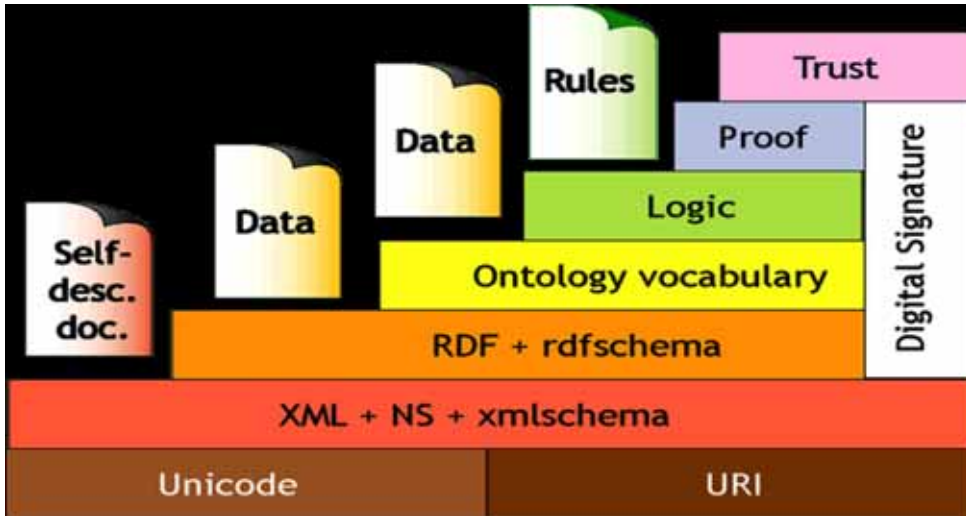 Rules
Trust
Data
Proof
Data
Logic
Self-
desc.
doc.
Ontology vocabulary
Digital Signature
RDF + rdfschema
XML + NS + xmlschema
Unicode
URI